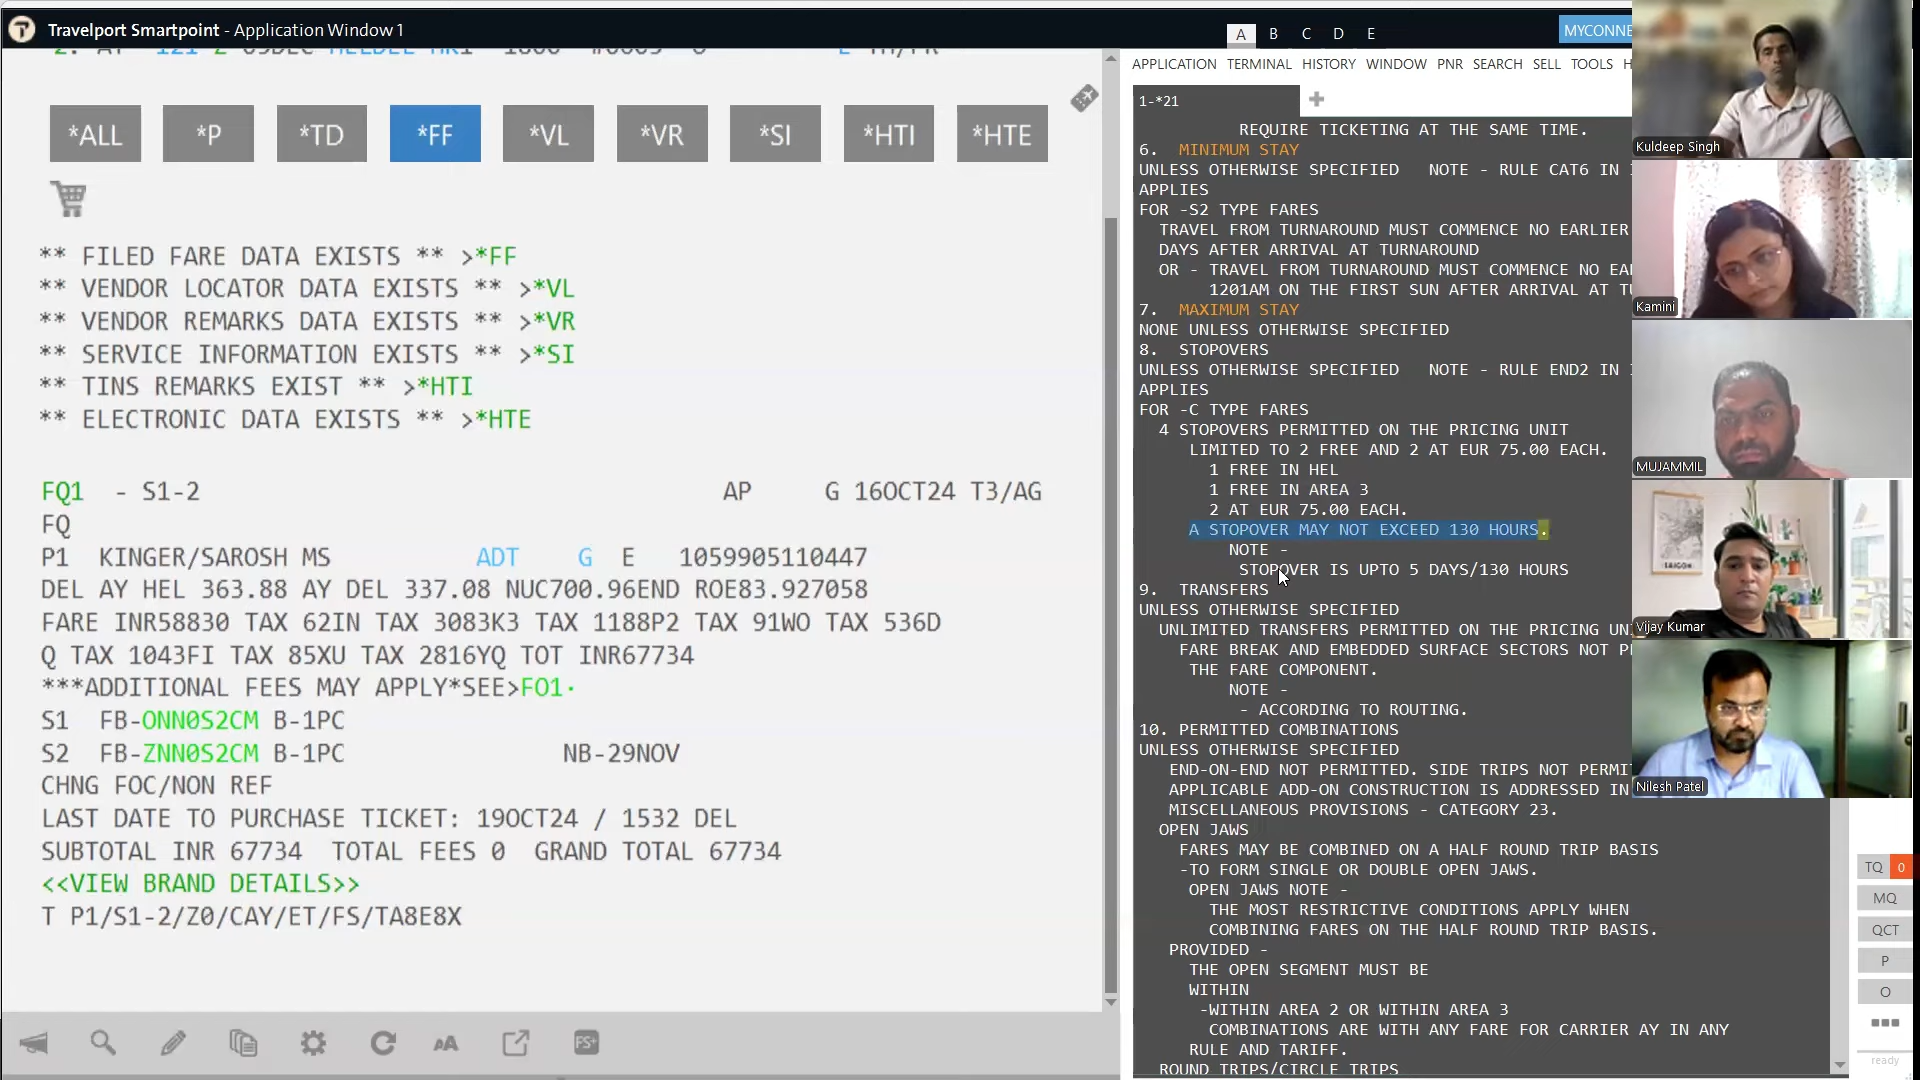 Travelport Smartpoint - Application Window 1
A B C D E
MYCONNE
APPLICATION TERMINAL HISTORY WINDOW PNR SEARCH SELL TOOLS H
*ALL *P *TD *FF *VL *VR *SI *HTI *HTE
** FILED FARE DATA EXISTS ** >*FF
** VENDOR LOCATOR DATA EXISTS ** >*VL
** VENDOR REMARKS DATA EXISTS ** >*VR
** SERVICE INFORMATION EXISTS ** >*SI
** TINS REMARKS EXIST ** >*HTI
** ELECTRONIC DATA EXISTS ** >*HTE
FQ1 - S1-2 AP G 16OCT24 T3/AG
FQ
P1 KINGER/SAROSH MS ADT G E 1059905110447
DEL AY HEL 363.88 AY DEL 337.08 NUC700.96END ROE83.927058
FARE INR58830 TAX 62IN TAX 3083K3 TAX 1188P2 TAX 91WO TAX 536D
Q TAX 1043FI TAX 85XU TAX 2816YQ TOT INR67734
***ADDITIONAL FEES MAY APPLY*SEE>FO1·
S1 FB-ONN0S2CM B-1PC
S2 FB-ZNN0S2CM B-1PC NB-29NOV
CHNG FOC/NON REF
LAST DATE TO PURCHASE TICKET: 19OCT24 / 1532 DEL
SUBTOTAL INR 67734 TOTAL FEES 0 GRAND TOTAL 67734
<<VIEW BRAND DETAILS>>
T P1/S1-2/Z0/CAY/ET/FS/TA8E8X
1-*21
REQUIRE TICKETING AT THE SAME TIME.
6. MINIMUM STAY
UNLESS OTHERWISE SPECIFIED NOTE - RULE CAT6 IN
APPLIES
FOR -S2 TYPE FARES
TRAVEL FROM TURNAROUND MUST COMMENCE NO EARLIER
DAYS AFTER ARRIVAL AT TURNAROUND
OR - TRAVEL FROM TURNAROUND MUST COMMENCE NO EA
1201AM ON THE FIRST SUN AFTER ARRIVAL AT T
7. MAXIMUM STAY
NONE UNLESS OTHERWISE SPECIFIED
8. STOPOVERS
UNLESS OTHERWISE SPECIFIED NOTE - RULE END2 IN
APPLIES
FOR -C TYPE FARES
4 STOPOVERS PERMITTED ON THE PRICING UNIT
LIMITED TO 2 FREE AND 2 AT EUR 75.00 EACH.
1 FREE IN HEL
1 FREE IN AREA 3
2 AT EUR 75.00 EACH.
A STOPOVER MAY NOT EXCEED 130 HOURS.
NOTE -
STOPOVER IS UPTO 5 DAYS/130 HOURS
9. TRANSFERS
UNLESS OTHERWISE SPECIFIED
UNLIMITED TRANSFERS PERMITTED ON THE PRICING UN
FARE BREAK AND EMBEDDED SURFACE SECTORS NOT P
THE FARE COMPONENT.
NOTE -
- ACCORDING TO ROUTING.
10. PERMITTED COMBINATIONS
UNLESS OTHERWISE SPECIFIED
END-ON-END NOT PERMITTED. SIDE TRIPS NOT PERMI
APPLICABLE ADD-ON CONSTRUCTION IS ADDRESSED IN
MISCELLANEOUS PROVISIONS - CATEGORY 23.
OPEN JAWS
FARES MAY BE COMBINED ON A HALF ROUND TRIP BASIS
-TO FORM SINGLE OR DOUBLE OPEN JAWS.
OPEN JAWS NOTE -
THE MOST RESTRICTIVE CONDITIONS APPLY WHEN
COMBINING FARES ON THE HALF ROUND TRIP BASIS.
PROVIDED -
THE OPEN SEGMENT MUST BE
WITHIN
-WITHIN AREA 2 OR WITHIN AREA 3
COMBINATIONS ARE WITH ANY FARE FOR CARRIER AY IN ANY
RULE AND TARIFF.
ROUND TRIPS/CIRCLE TRIPS
Kuldeep Singh
Kamini
MUJAMMIL
SAIGON
Vijay Kumar
Nilesh Patel
TQ 0
MQ
QCT
P
O
ready
AA
FS+